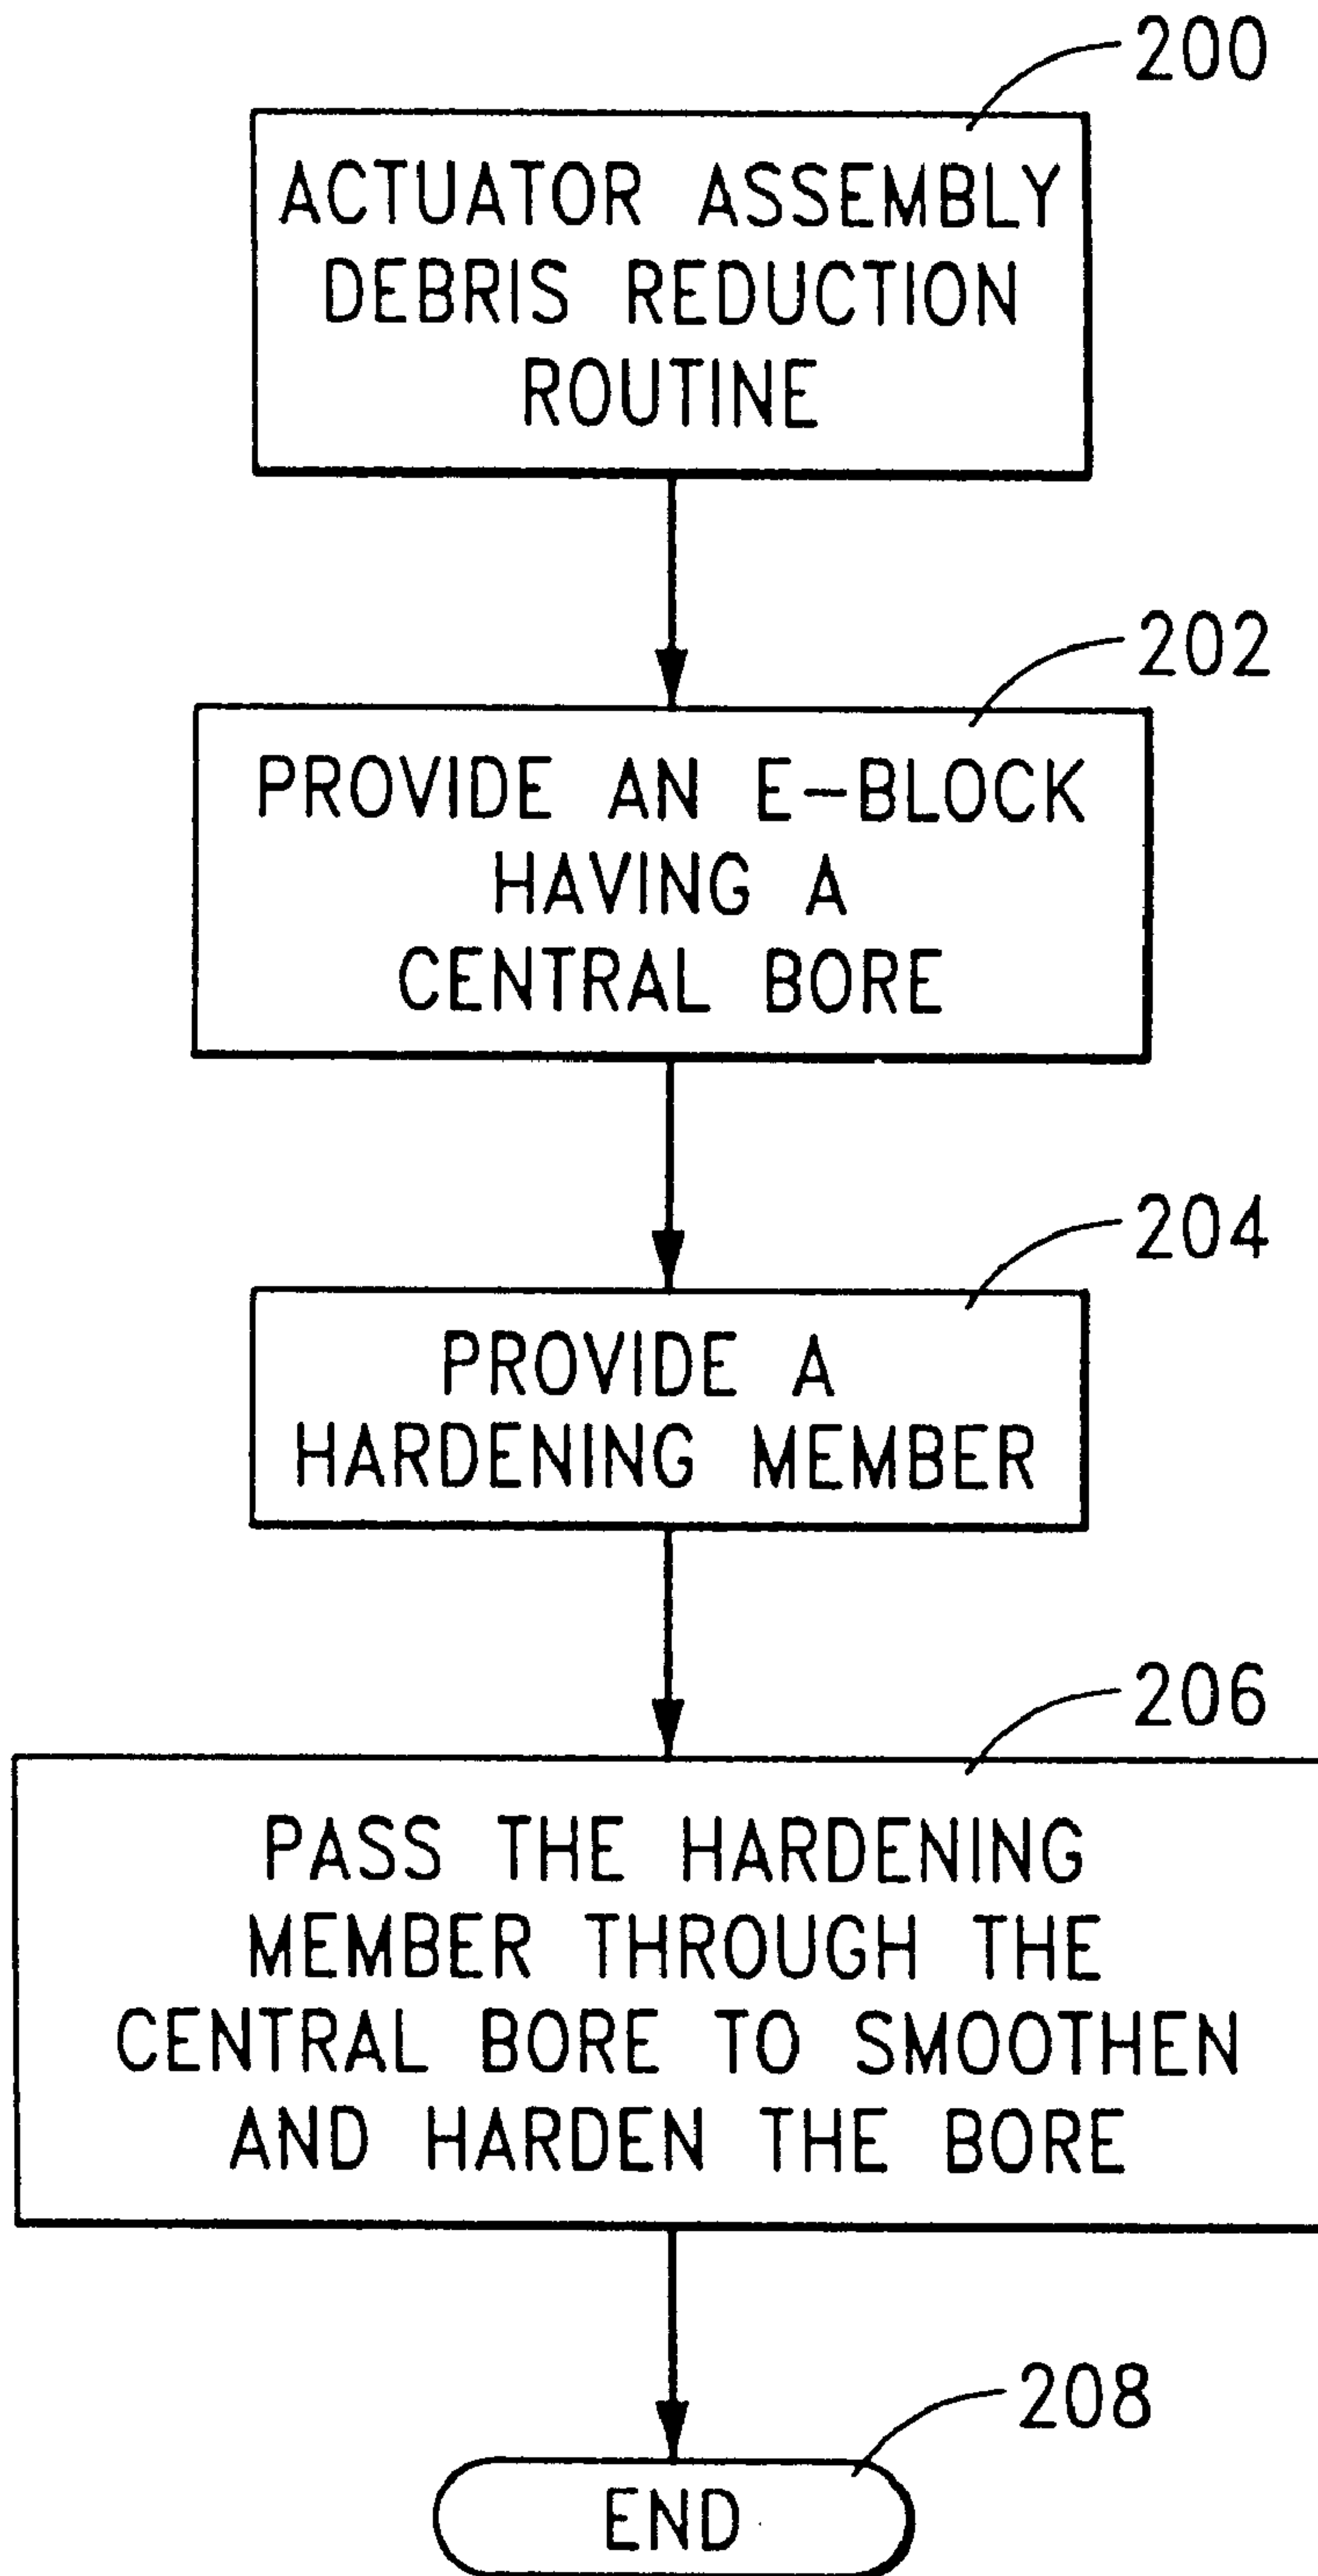 200
ACTUATOR ASSEMBLY
DEBRIS REDUCTION
ROUTINE
202
PROVIDE AN E-BLOCK
HAVING A
CENTRAL BORE
204
PROVIDE A
HARDENING MEMBER
206
PASS THE HARDENING
MEMBER THROUGH THE
CENTRAL BORE TO SMOOTHEN
AND HARDEN THE BORE
208
END